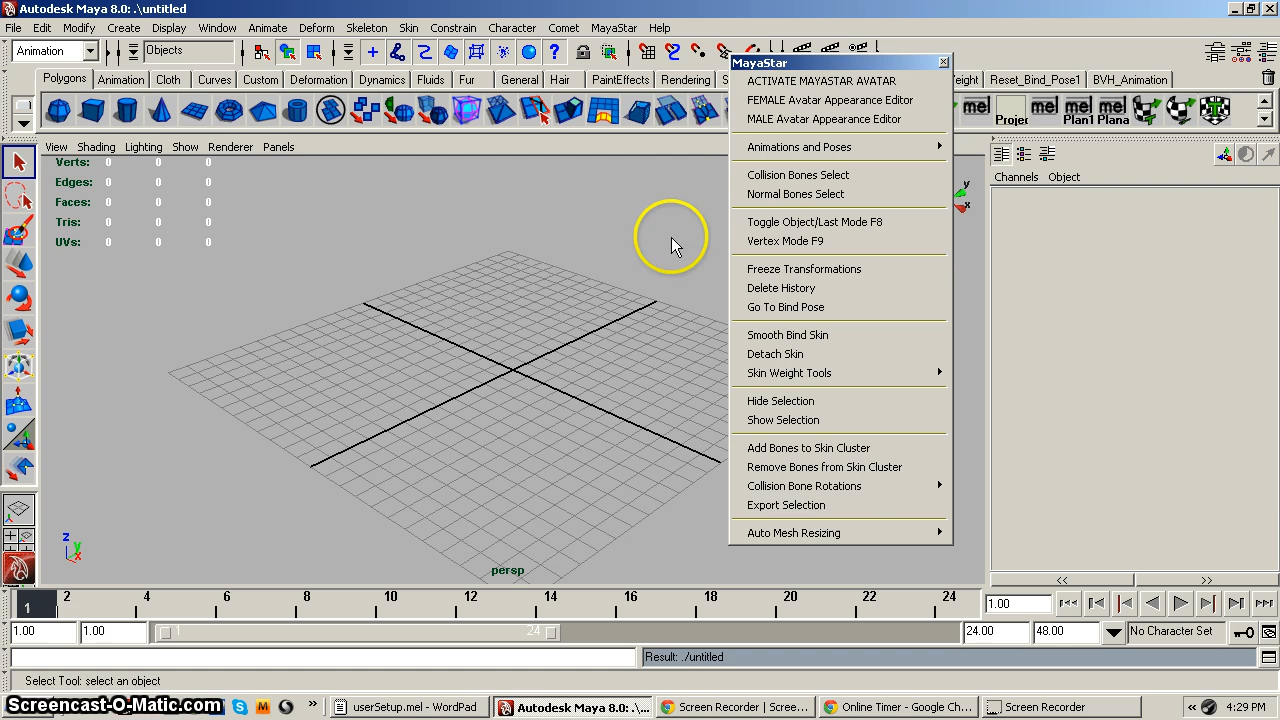 Autodesk Maya 8.0: .\untitled
File Edit Modify Create Display Window Animate Deform Skeleton Skin Constrain Character Comet MayaStar Help
Animation Objects
Polygons Animation Cloth Curves Custom Deformation Dynamics Fluids Fur General Hair PaintEffects Rendering Reset_Bind_Pose1 BVH_Animation
mel Projec mel mel mel
Plan1 Plana
View Shading Lighting Show Renderer Panels
Verts: 0 0 0
Edges: 0 0 0
Faces: 0 0 0
Tris: 0 0 0
UVs: 0 0 0
MayaStar
ACTIVATE MAYASTAR AVATAR
FEMALE Avatar Appearance Editor
MALE Avatar Appearance Editor
Animations and Poses
Collision Bones Select
Normal Bones Select
Toggle Object/Last Mode F8
Vertex Mode F9
Freeze Transformations
Delete History
Go To Bind Pose
Smooth Bind Skin
Detach Skin
Skin Weight Tools
Hide Selection
Show Selection
Add Bones to Skin Cluster
Remove Bones from Skin Cluster
Collision Bone Rotations
Export Selection
Auto Mesh Resizing
Channels Object
y
x
z
y
x
persp
<< >>
1 2 4 6 8 10 12 14 16 18 20 22 24 1.00
1.00 1.00 1 24 24.00 48.00 No Character Set
Result: ./untitled
Select Tool: select an object
Screencast-O-Matic.com
userSetup.mel - WordPad Autodesk Maya 8.0: .\... Screen Recorder | Scree... Online Timer - Google Ch... Screen Recorder 4:29 PM